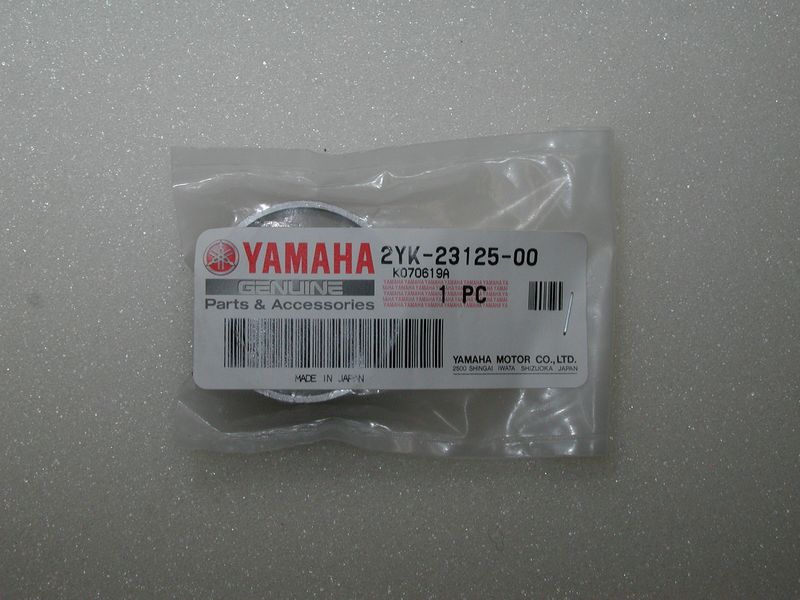 YAMAHA 2YK-23125-00
K070619A
GENUINE
Parts & Accessories
1 PC
MADE IN JAPAN
YAMAHA MOTOR CO.,LTD.
2500 SHINGAI IWATA SHIZUOKA JAPAN